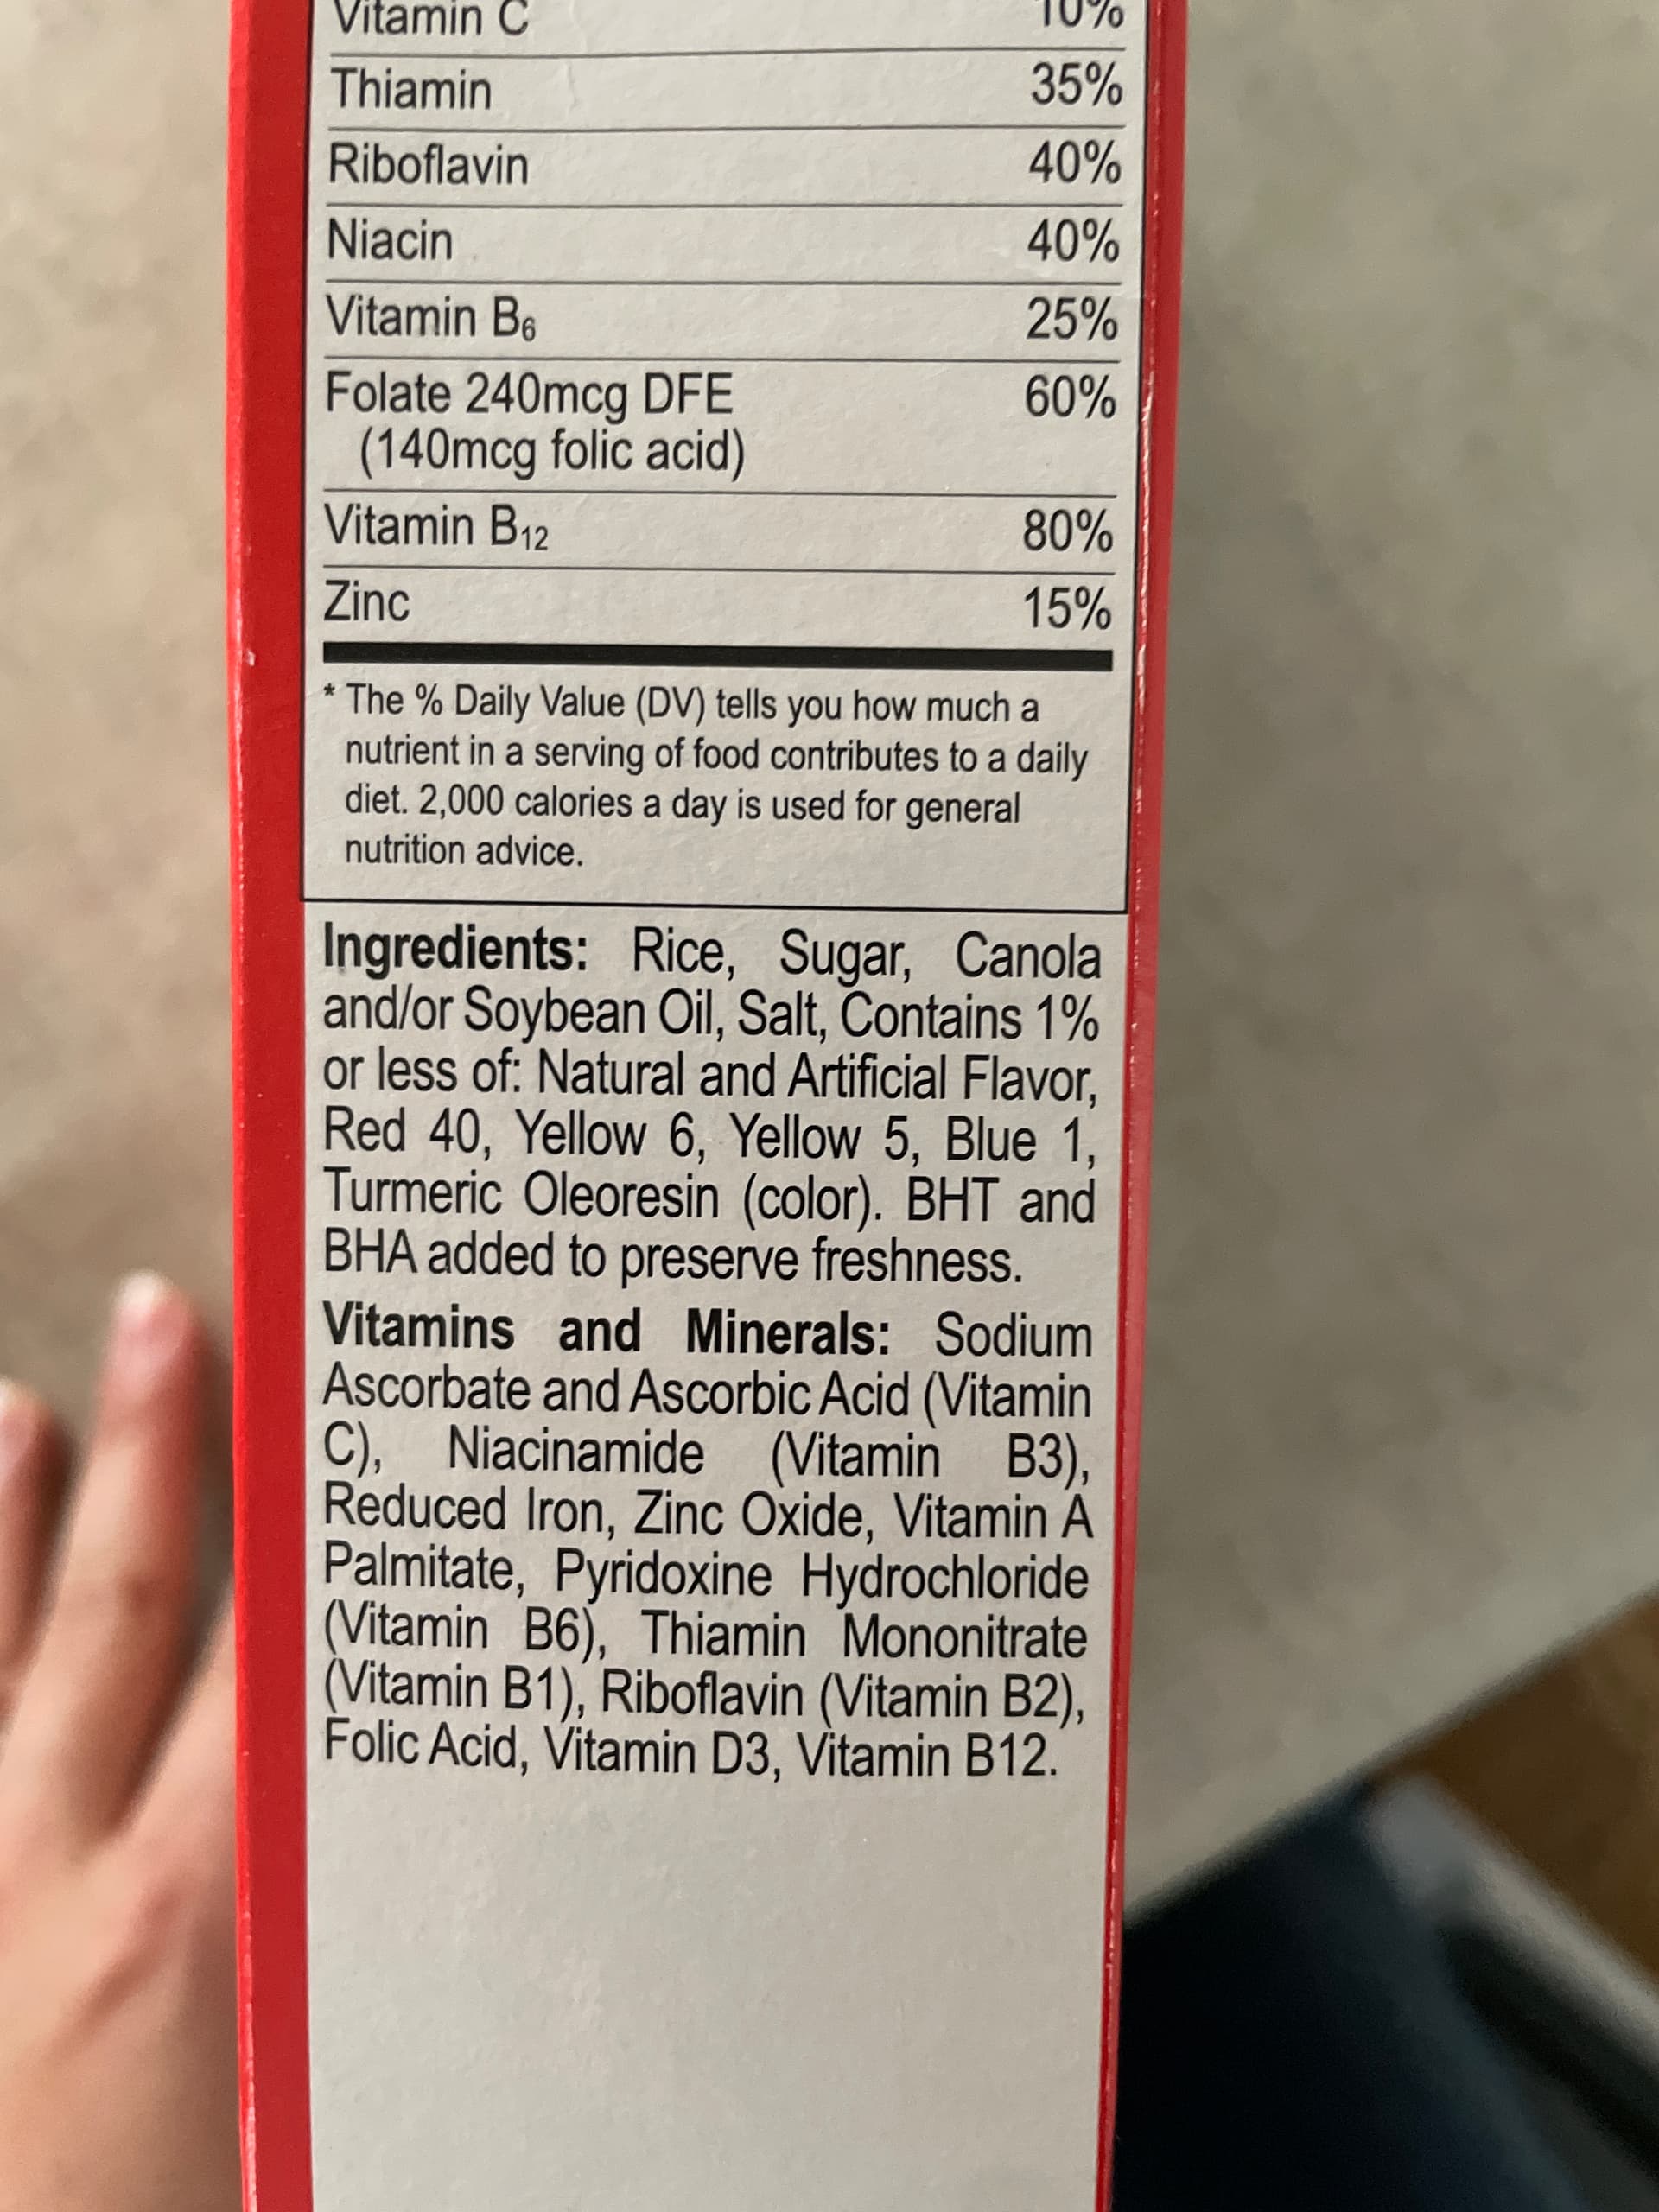 Vitamin C 10%
Thiamin 35%
Riboflavin 40%
Niacin 40%
Vitamin B6 25%
Folate 240mcg DFE 60%
(140mcg folic acid)
Vitamin B12 80%
Zinc 15%
* The % Daily Value (DV) tells you how much a
nutrient in a serving of food contributes to a daily
diet. 2,000 calories a day is used for general
nutrition advice.
Ingredients: Rice, Sugar, Canola
and/or Soybean Oil, Salt, Contains 1%
or less of: Natural and Artificial Flavor,
Red 40, Yellow 6, Yellow 5, Blue 1,
Turmeric Oleoresin (color). BHT and
BHA added to preserve freshness.
Vitamins and Minerals: Sodium
Ascorbate and Ascorbic Acid (Vitamin
C), Niacinamide (Vitamin B3),
Reduced Iron, Zinc Oxide, Vitamin A
Palmitate, Pyridoxine Hydrochloride
(Vitamin B6), Thiamin Mononitrate
(Vitamin B1), Riboflavin (Vitamin B2),
Folic Acid, Vitamin D3, Vitamin B12.